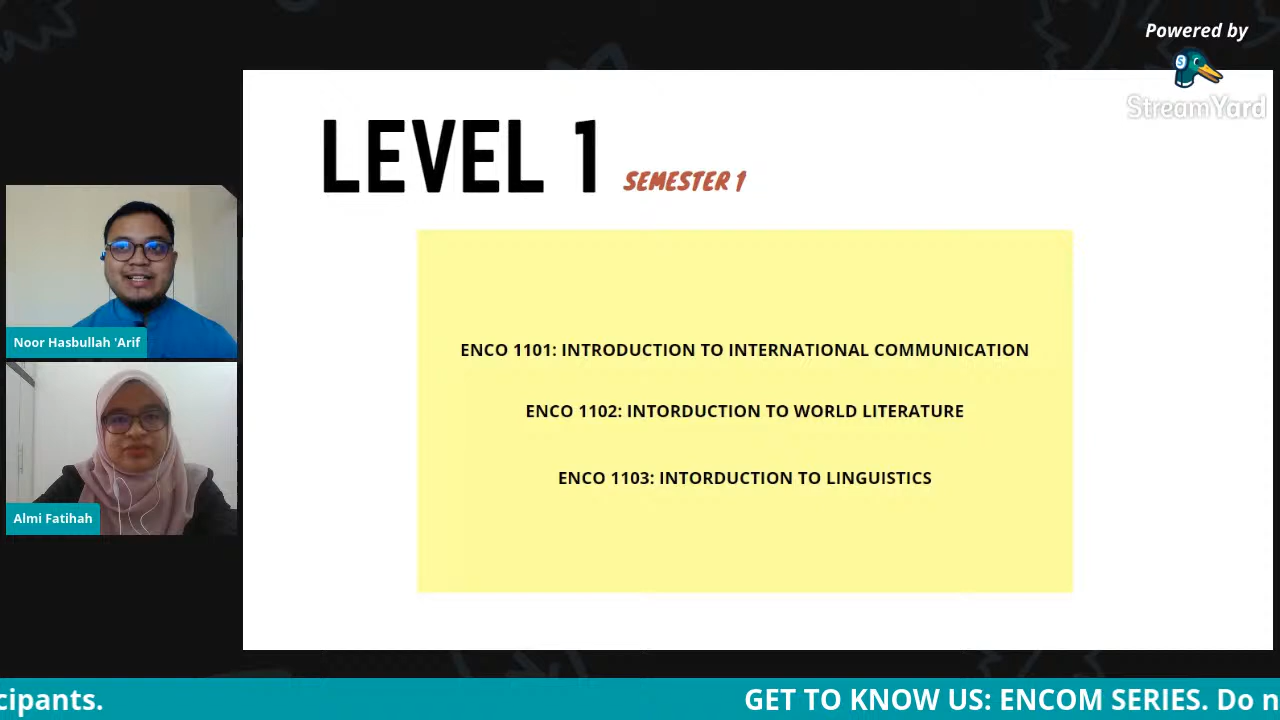 Powered by
StreamYard
LEVEL 1 SEMESTER 1
ENCO 1101: INTRODUCTION TO INTERNATIONAL COMMUNICATION
ENCO 1102: INTORDUCTION TO WORLD LITERATURE
ENCO 1103: INTORDUCTION TO LINGUISTICS
Noor Hasbullah 'Arif
Almi Fatihah
cipants. GET TO KNOW US: ENCOM SERIES. Do n